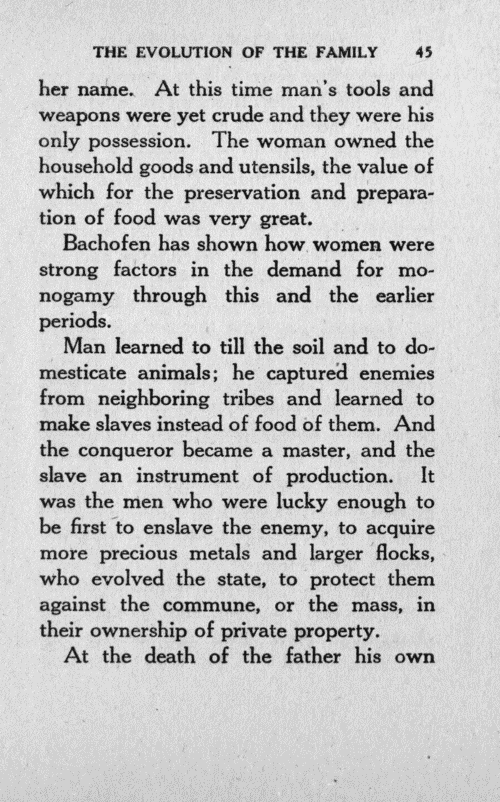 THE EVOLUTION OF THE FAMILY 45
her name. At this time man's tools and
weapons were yet crude and they were his
only possession. The woman owned the
household goods and utensils, the value of
which for the preservation and prepara-
tion of food was very great.
Bachofen has shown how women were
strong factors in the demand for mo-
nogamy through this and the earlier
periods.
Man learned to till the soil and to do-
mesticate animals; he captured enemies
from neighboring tribes and learned to
make slaves instead of food of them. And
the conqueror became a master, and the
slave an instrument of production. It
was the men who were lucky enough to
be first to enslave the enemy, to acquire
more precious metals and larger flocks,
who evolved the state, to protect them
against the commune, or the mass, in
their ownership of private property.
At the death of the father his own